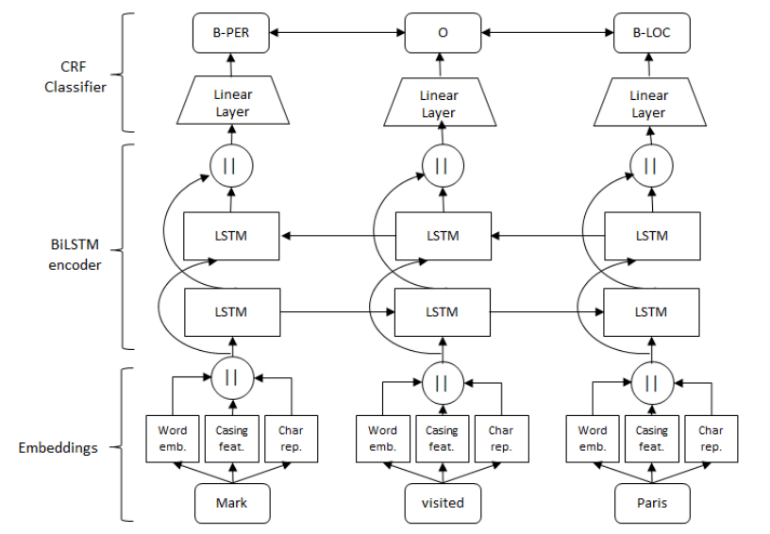 B-PER
O
B-LOC
CRF
Classifier
Linear
Layer
Linear
Layer
Linear
Layer
||
||
||
BiLSTM
encoder
LSTM
LSTM
LSTM
LSTM
LSTM
LSTM
||
||
||
Embeddings
Word
emb.
Casing
feat.
Char
rep.
Word
emb.
Casing
feat.
Char
rep.
Word
emb.
Casing
feat.
Char
rep.
Mark
visited
Paris